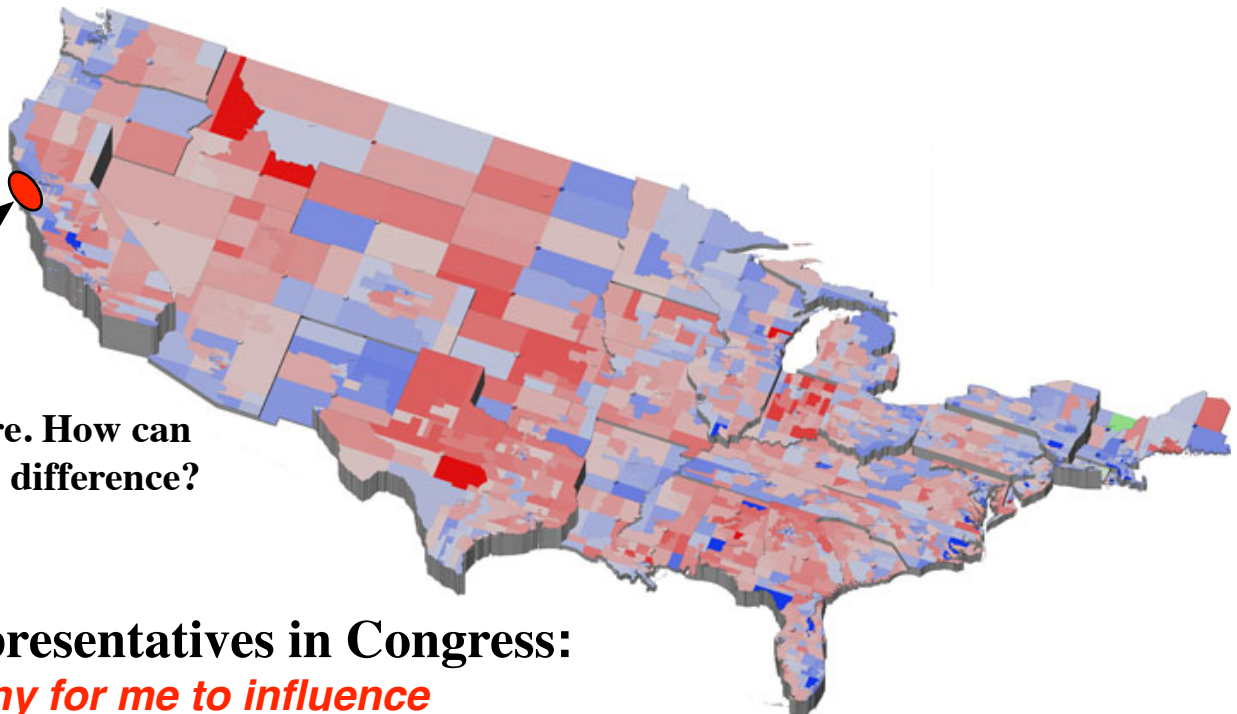 re. How can
difference?
presentatives in Congress:
ny for me to influence